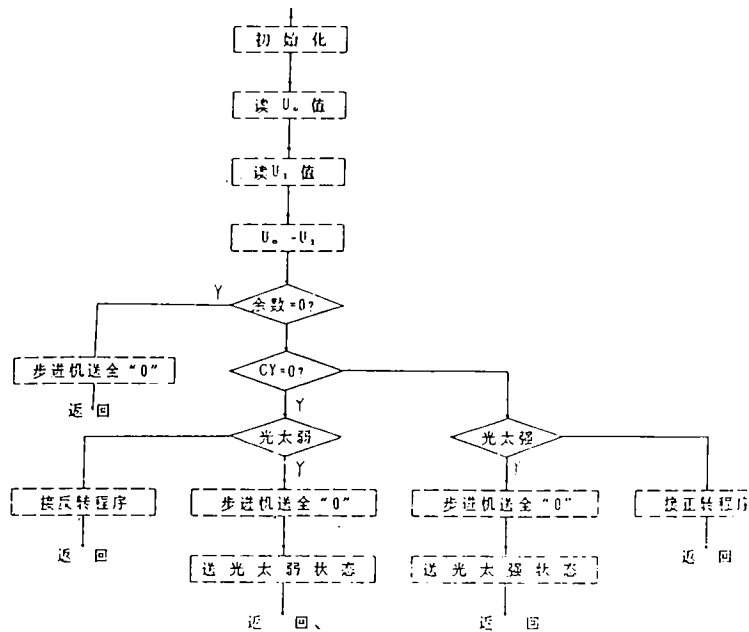 初始化
读U₀值
读U₁值
U₀-U₁
Y
余数=0?
步进机送全“0”
CY=0?
返回
Y
光太弱
光太强
Y
Y
接反转程序
步进机送全“0”
步进机送全“0”
接正转程序
返回
送光太弱状态
送光太强状态
返回
返回、
返回